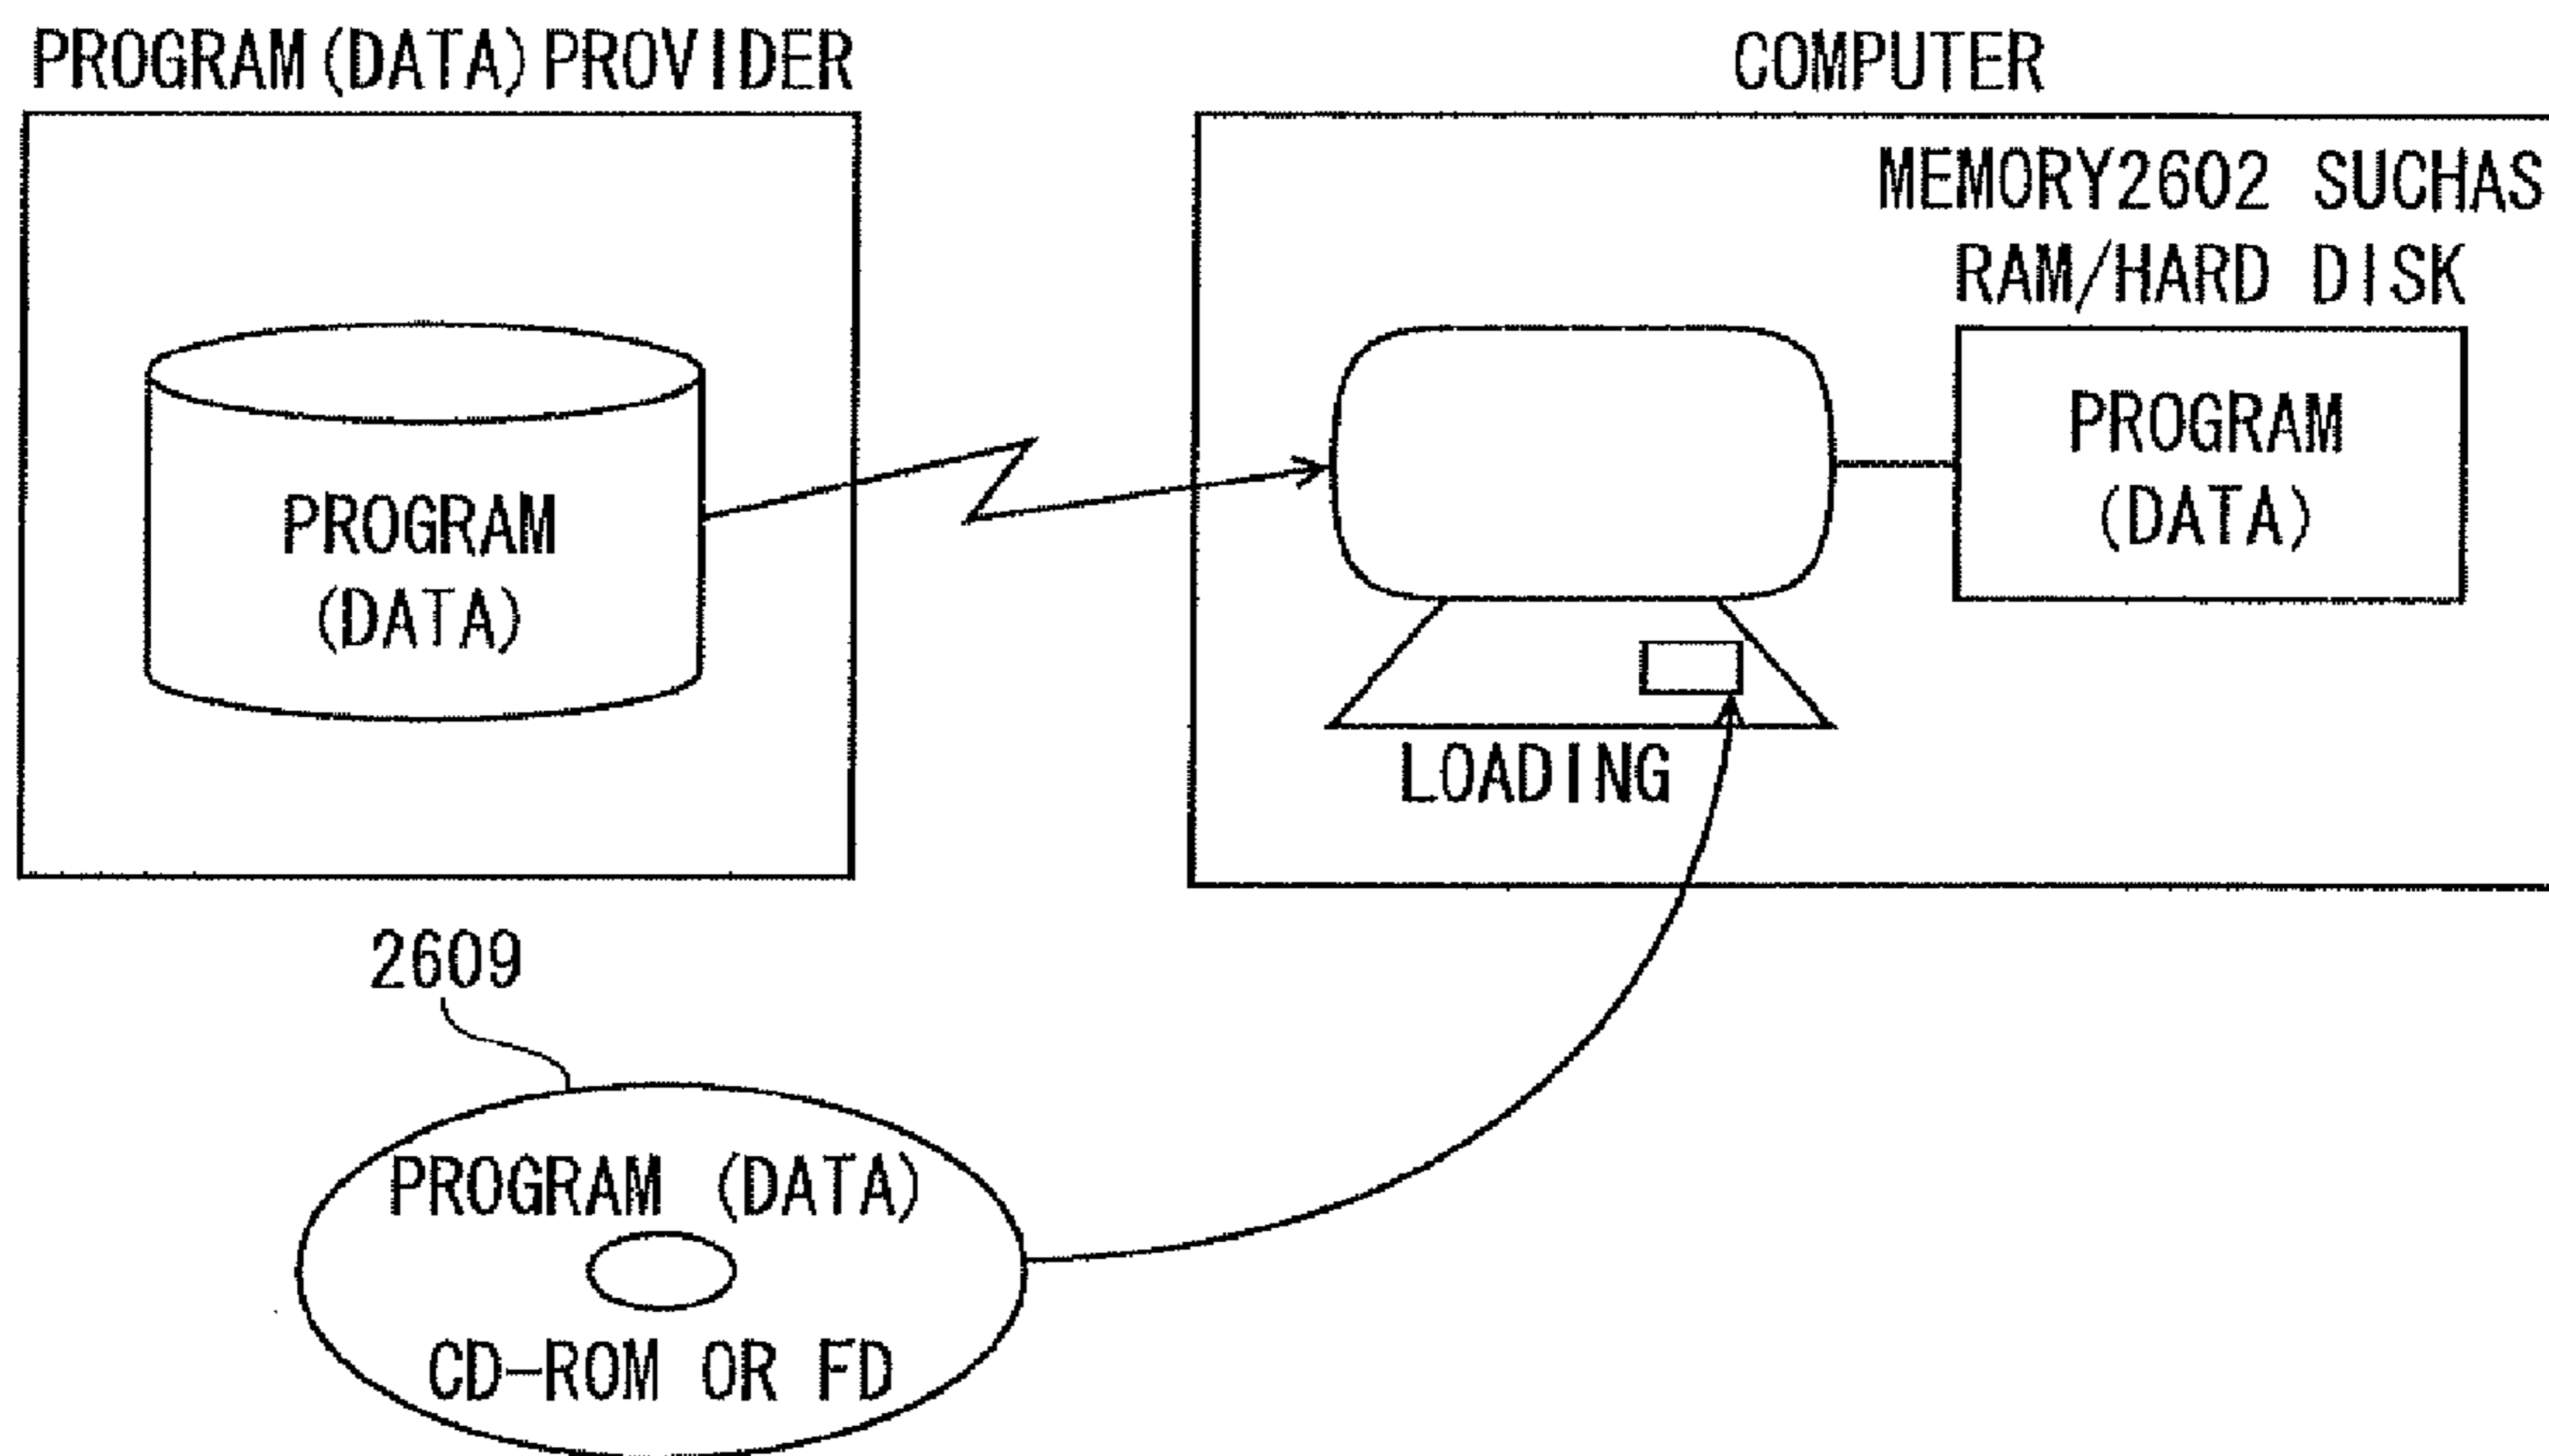 PROGRAM(DATA)PROVIDER
PROGRAM
(DATA)
COMPUTER
MEMORY2602 SUCHAS
RAM/HARD DISK
PROGRAM
(DATA)
LOADING
2609
PROGRAM (DATA)
CD-ROM OR FD